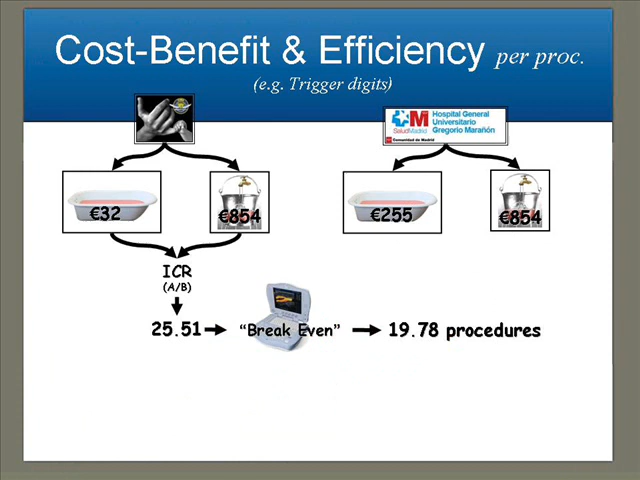 Cost-Benefit & Efficiency per proc.
(e.g. Trigger digits)
SaludMadrid
Hospital General
Universitario
Gregorio Marañón
Comunidad de Madrid
€32
€854
€255
€854
ICR
(A/B)
25.51
“Break Even”
19.78 procedures